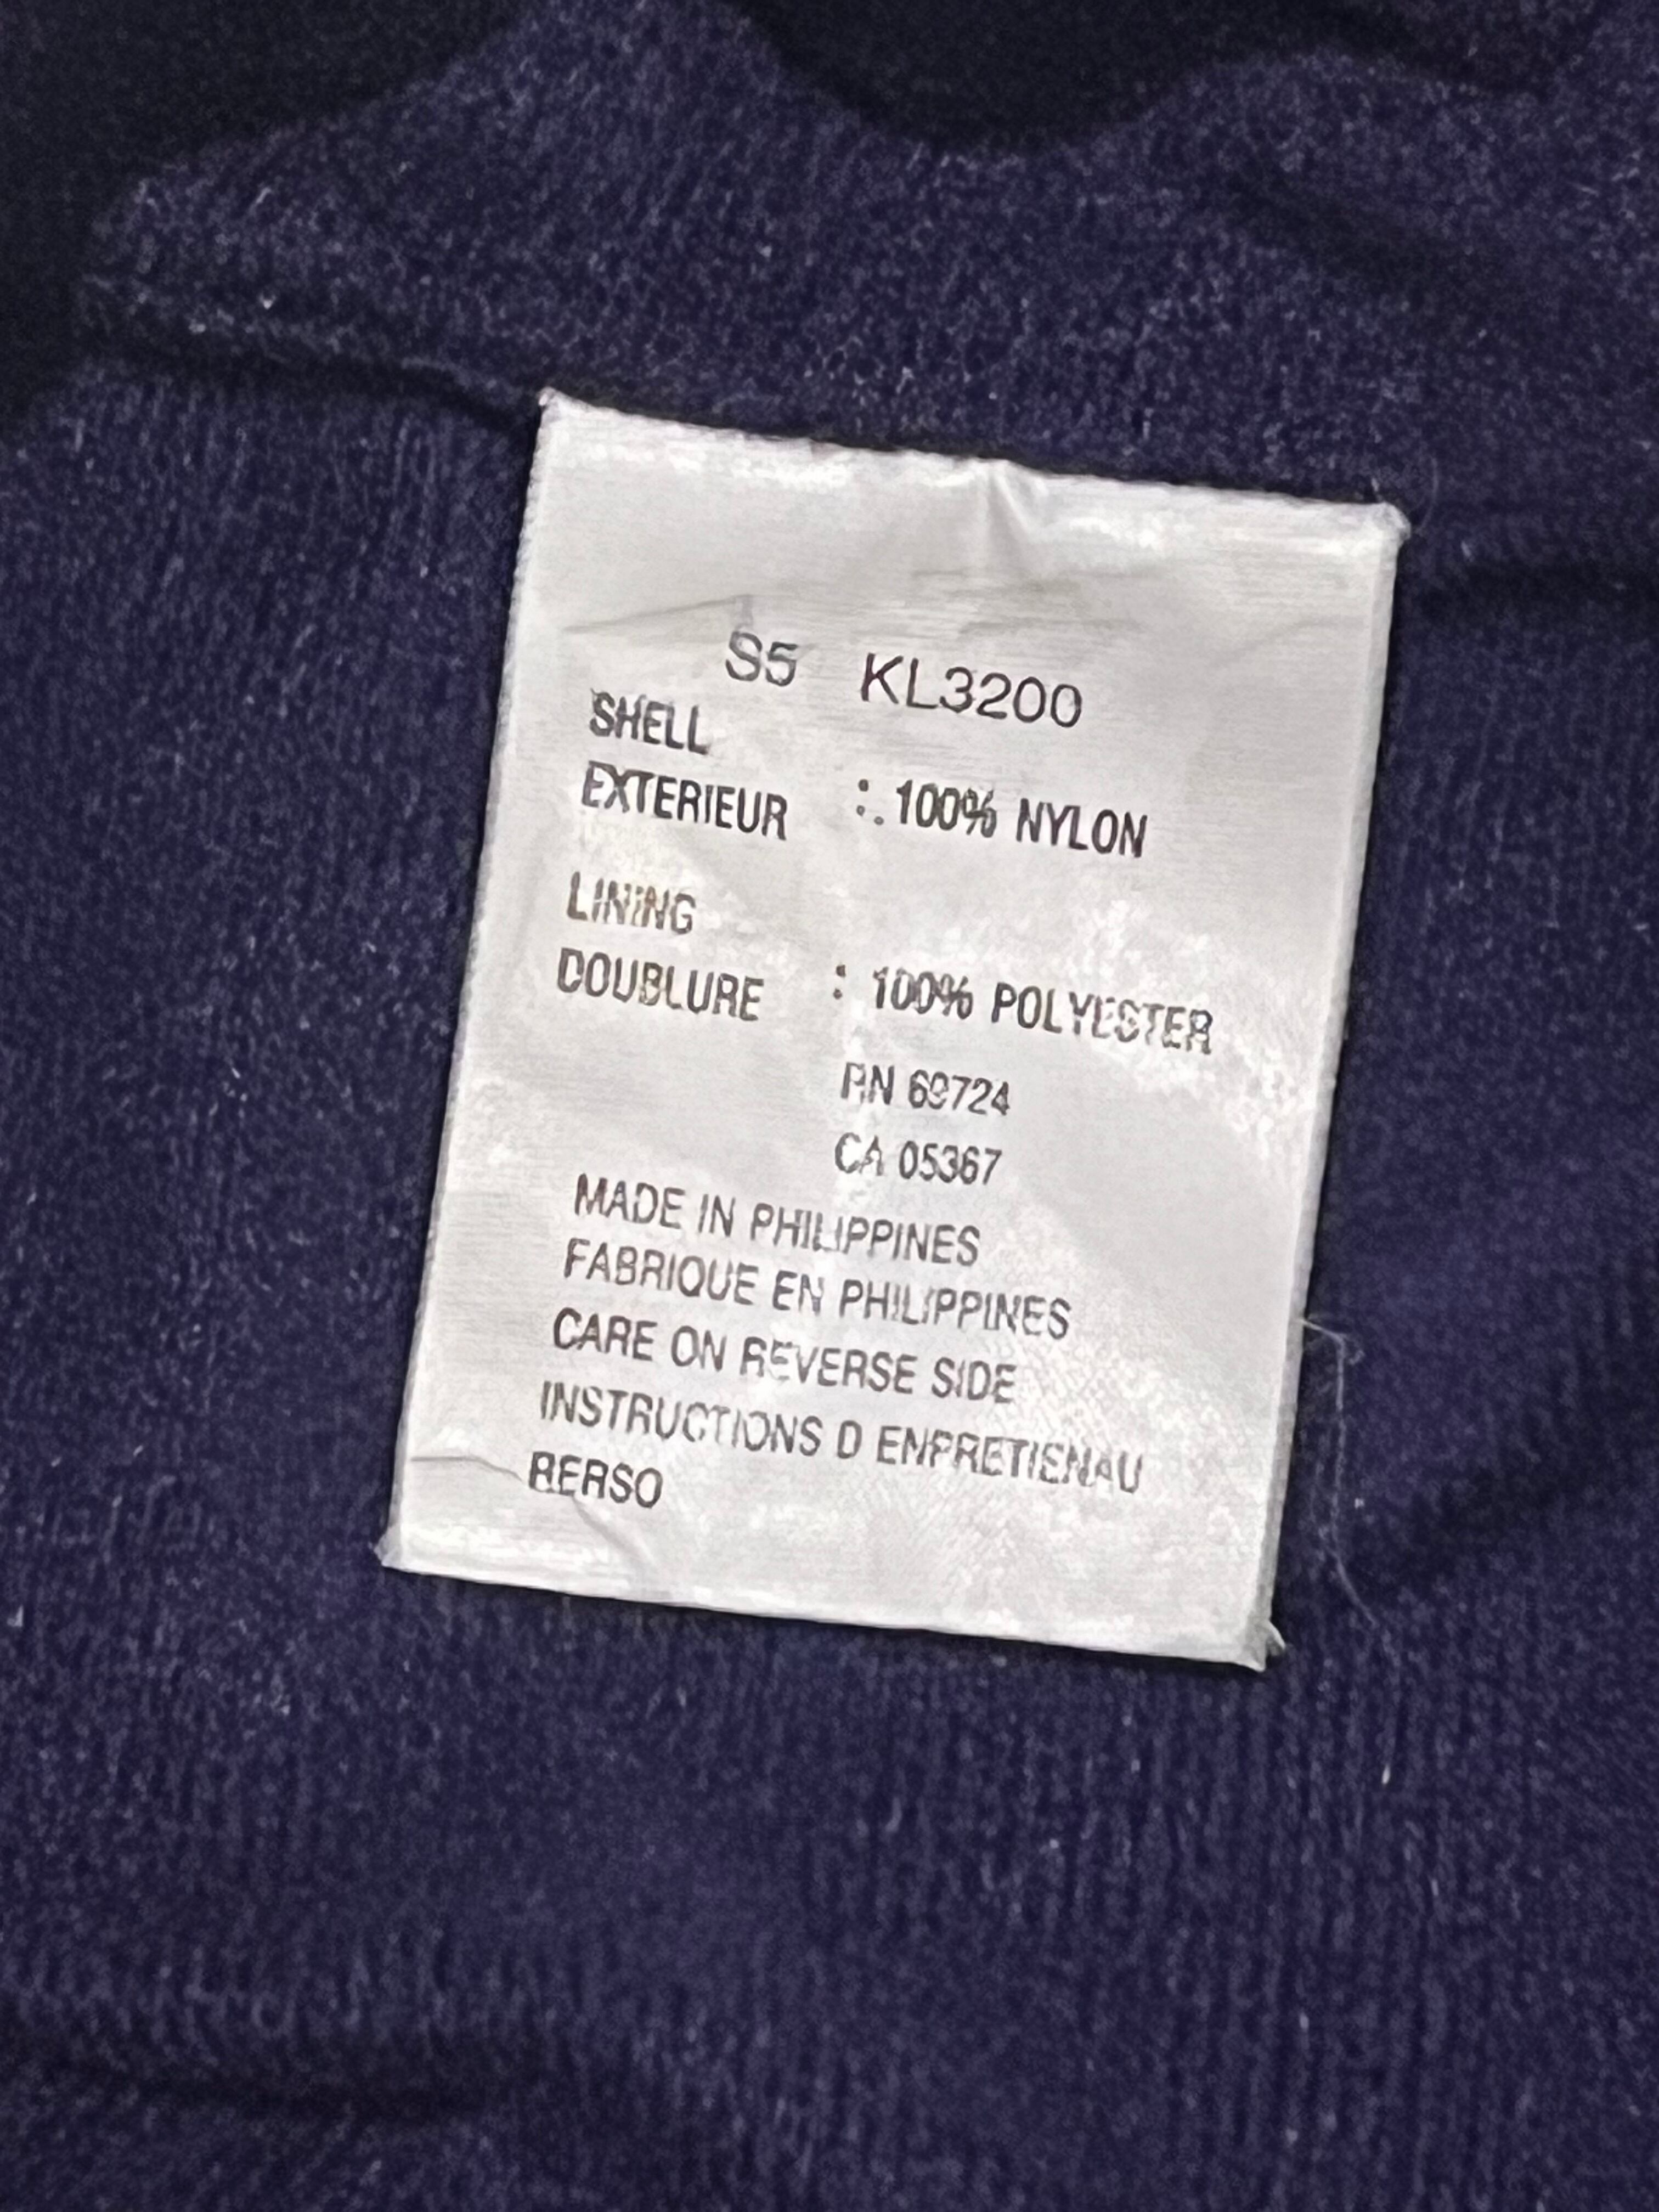 S5 KL3200
SHELL
EXTERIEUR : . 100% NYLON
LINING
DOUBLURE : 100% POLYESTER
RN 69724
CA 05367
MADE IN PHILIPPINES
FABRIQUE EN PHILIPPINES
CARE ON REVERSE SIDE
INSTRUCTIONS D ENPRETIENAU
RERSO